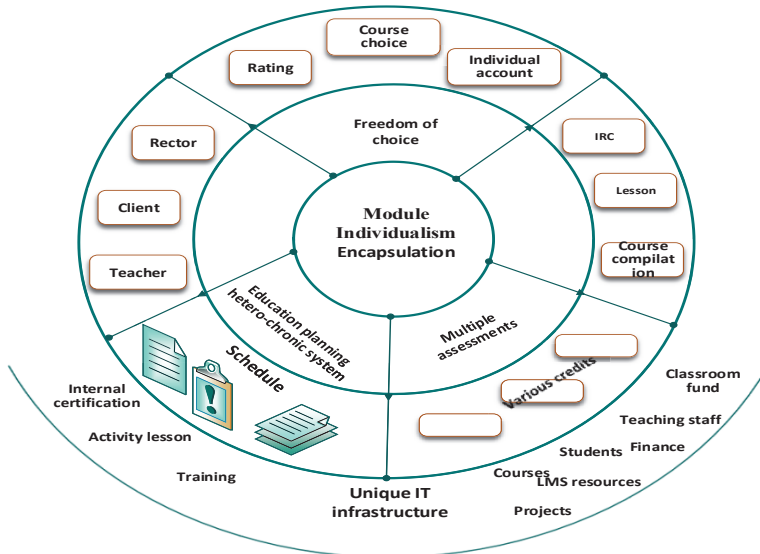 Course
choice
Rating
Individual
account
Rector
Freedom of
choice
IRC
Client
Lesson
Module
Individualism
Encapsulation
Teacher
Course
compilat
ion
Education planning
hetero-chronic system
Multiple
assessments
Schedule
Various credits
Internal
certification
Classroom
fund
Activity lesson
Teaching staff
Students
Finance
Training
Courses
LMS resources
Unique IT
infrastructure
Projects